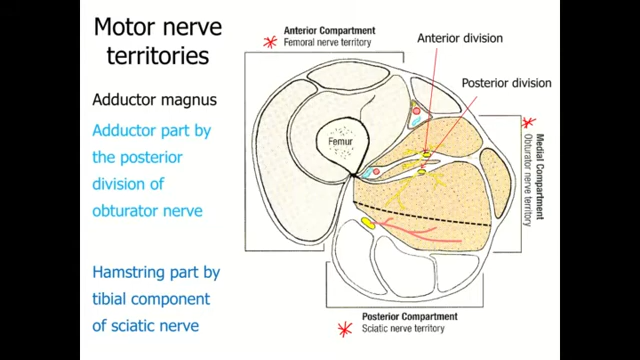 Motor nerve
territories
Adductor magnus
Adductor part by
the posterior
division of
obturator nerve
Hamstring part by
tibial component
of sciatic nerve
Anterior Compartment
Femoral nerve territory
Anterior division
Posterior division
Femur
Medial Compartment
Obturator nerve territory
Posterior Compartment
Sciatic nerve territory